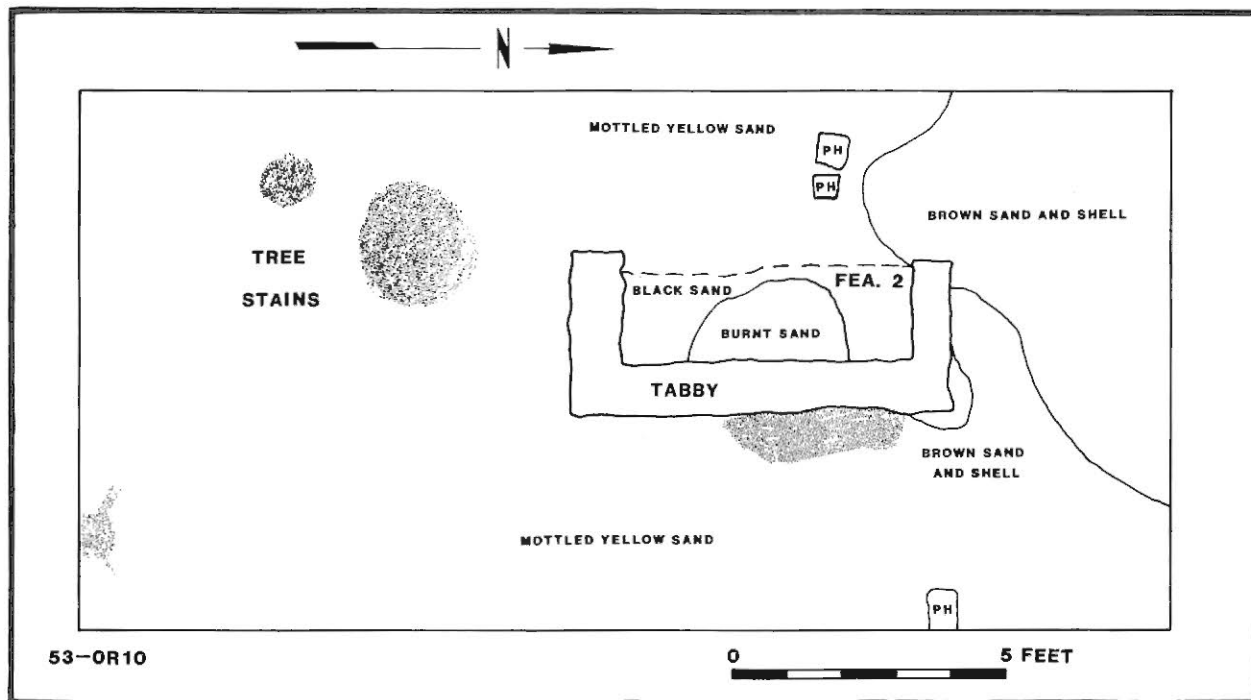 N
MOTTLED YELLOW SAND
PH
PH
BROWN SAND AND SHELL
TREE
STAINS
FEA. 2
BLACK SAND
BURNT SAND
TABBY
BROWN SAND
AND SHELL
MOTTLED YELLOW SAND
PH
53-OR10
0
5 FEET